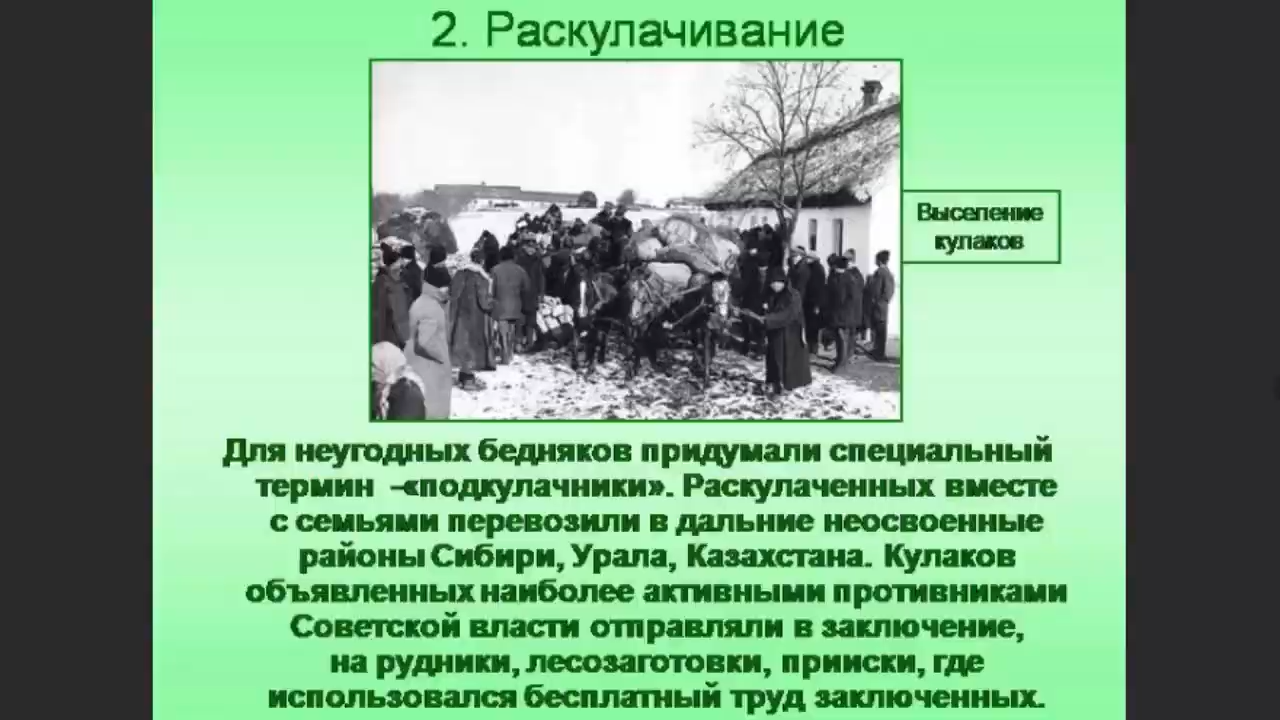 2. Раскулачивание
Выселение
кулаков
Для неугодных бедняков придумали специальный
термин -«подкулачники». Раскулаченных вместе
с семьями перевозили в дальние неосвоенные
районы Сибири, Урала, Казахстана. Кулаков
объявленных наиболее активными противниками
Советской власти отправляли в заключение,
на рудники, лесозаготовки, прииски, где
использовался бесплатный труд заключенных.